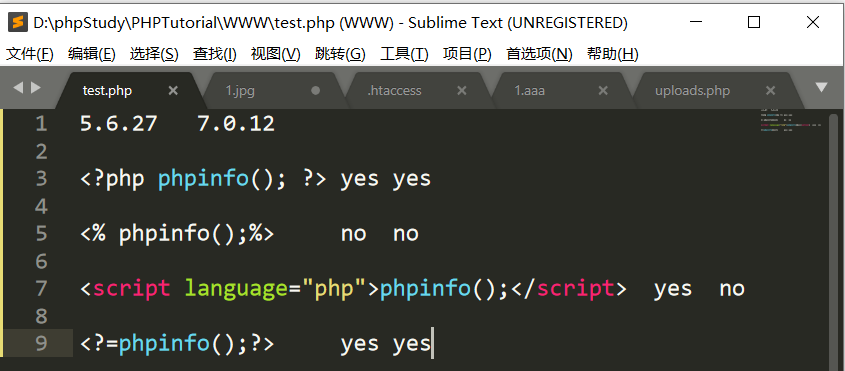 D:\phpStudy\PHPTutorial\WWW\test.php (WWW) - Sublime Text (UNREGISTERED)
文件(F) 编辑(E) 选择(S) 查找(I) 视图(V) 跳转(G) 工具(T) 项目(P) 首选项(N) 帮助(H)
test.php 1.jpg .htaccess 1.aaa uploads.php
1 5.6.27 7.0.12
2
3 <?php phpinfo(); ?> yes yes
4
5 <% phpinfo();%> no no
6
7 <script language="php">phpinfo();</script> yes no
8
9 <?=phpinfo();?> yes yes